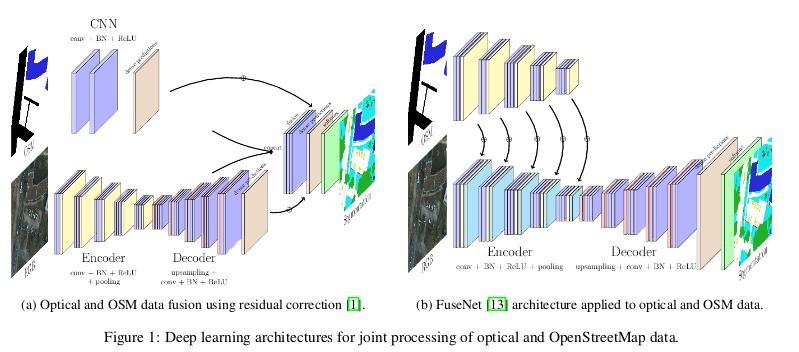 CNN
conv + BN + ReLU
dense predictions
OSM
concat
fusion
dense predictions
softmax
Segmentation
RGB
dense predictions
Encoder
conv + BN + ReLU
+ pooling
Decoder
upsampling +
conv + BN + ReLU
(a) Optical and OSM data fusion using residual correction [1].
OSM
RGB
dense predictions
softmax
Segmentation
Encoder
conv + BN + ReLU + pooling
Decoder
upsampling + conv + BN + ReLU
(b) FuseNet [13] architecture applied to optical and OSM data.
Figure 1: Deep learning architectures for joint processing of optical and OpenStreetMap data.